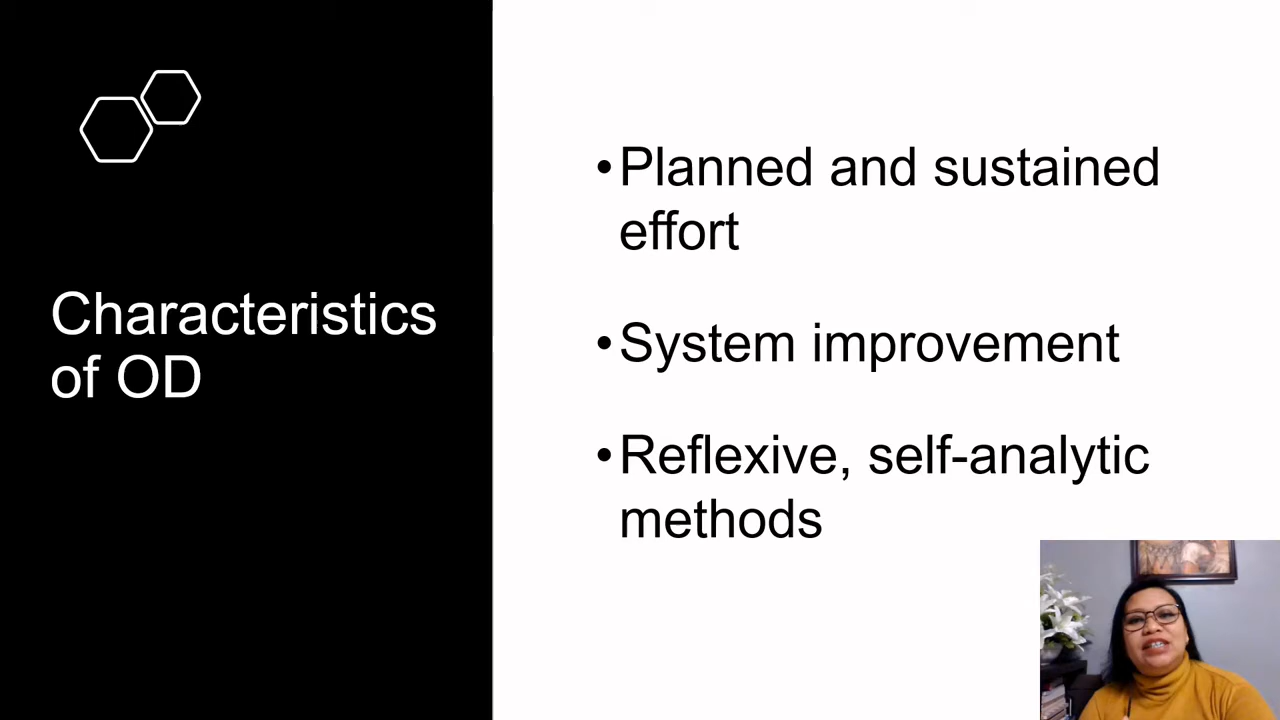 Characteristics
of OD
•Planned and sustained
effort
•System improvement
•Reflexive, self-analytic
methods